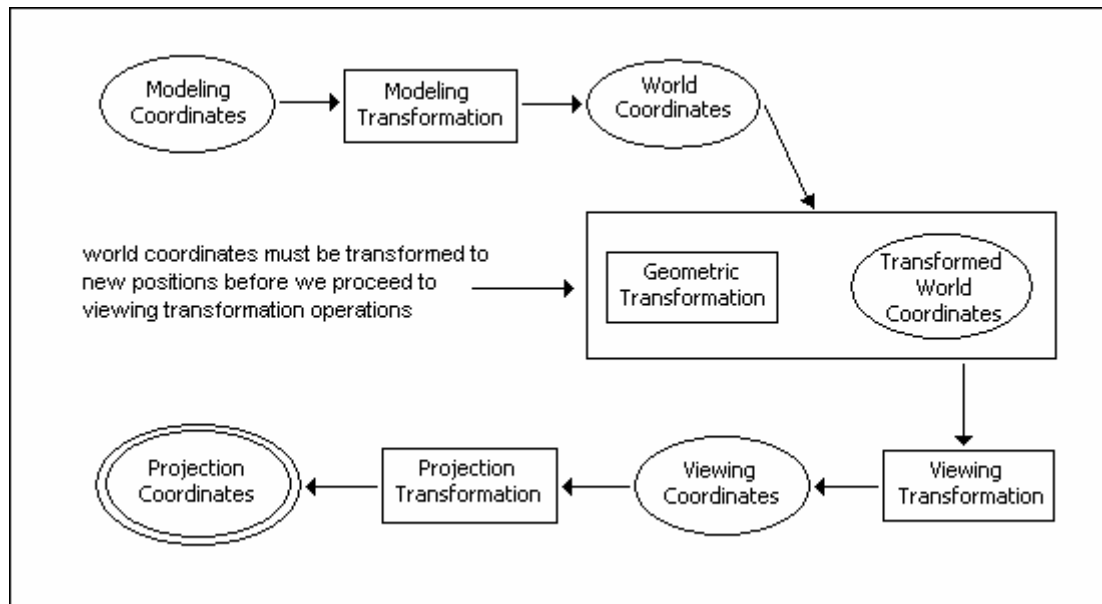 Modeling
Coordinates
Modeling
Transformation
World
Coordinates
world coordinates must be transformed to
new positions before we proceed to
viewing transformation operations
Geometric
Transformation
Transformed
World
Coordinates
Viewing
Transformation
Viewing
Coordinates
Projection
Transformation
Projection
Coordinates